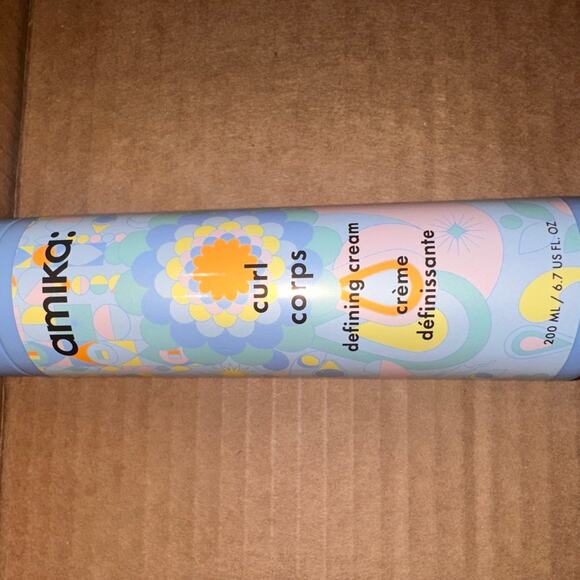 amika:
curl
corps
defining cream
crème
définissante
200 ML / 6.7 US FL. OZ